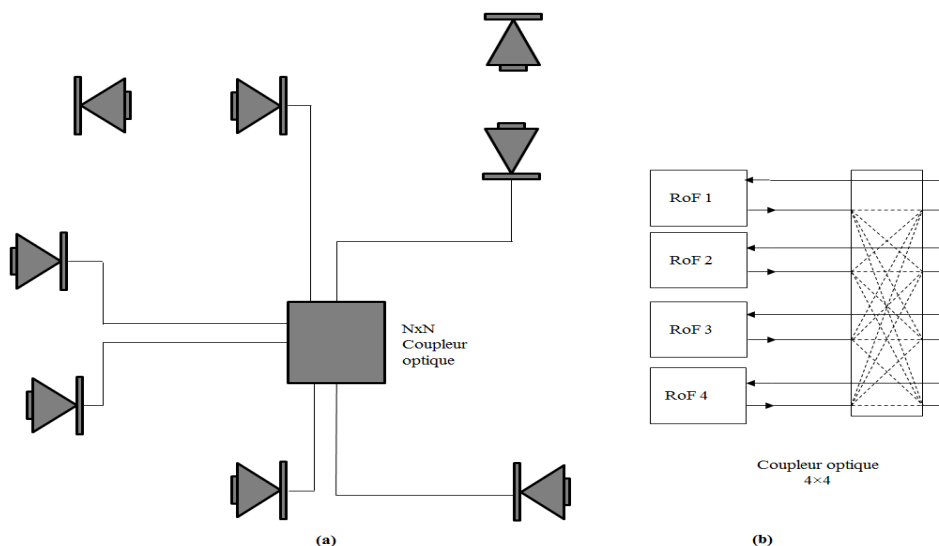 RoF 1
RoF 2
NxN
Coupleur
optique
RoF 3
RoF 4
Coupleur optique
4×4
(a)
(b)